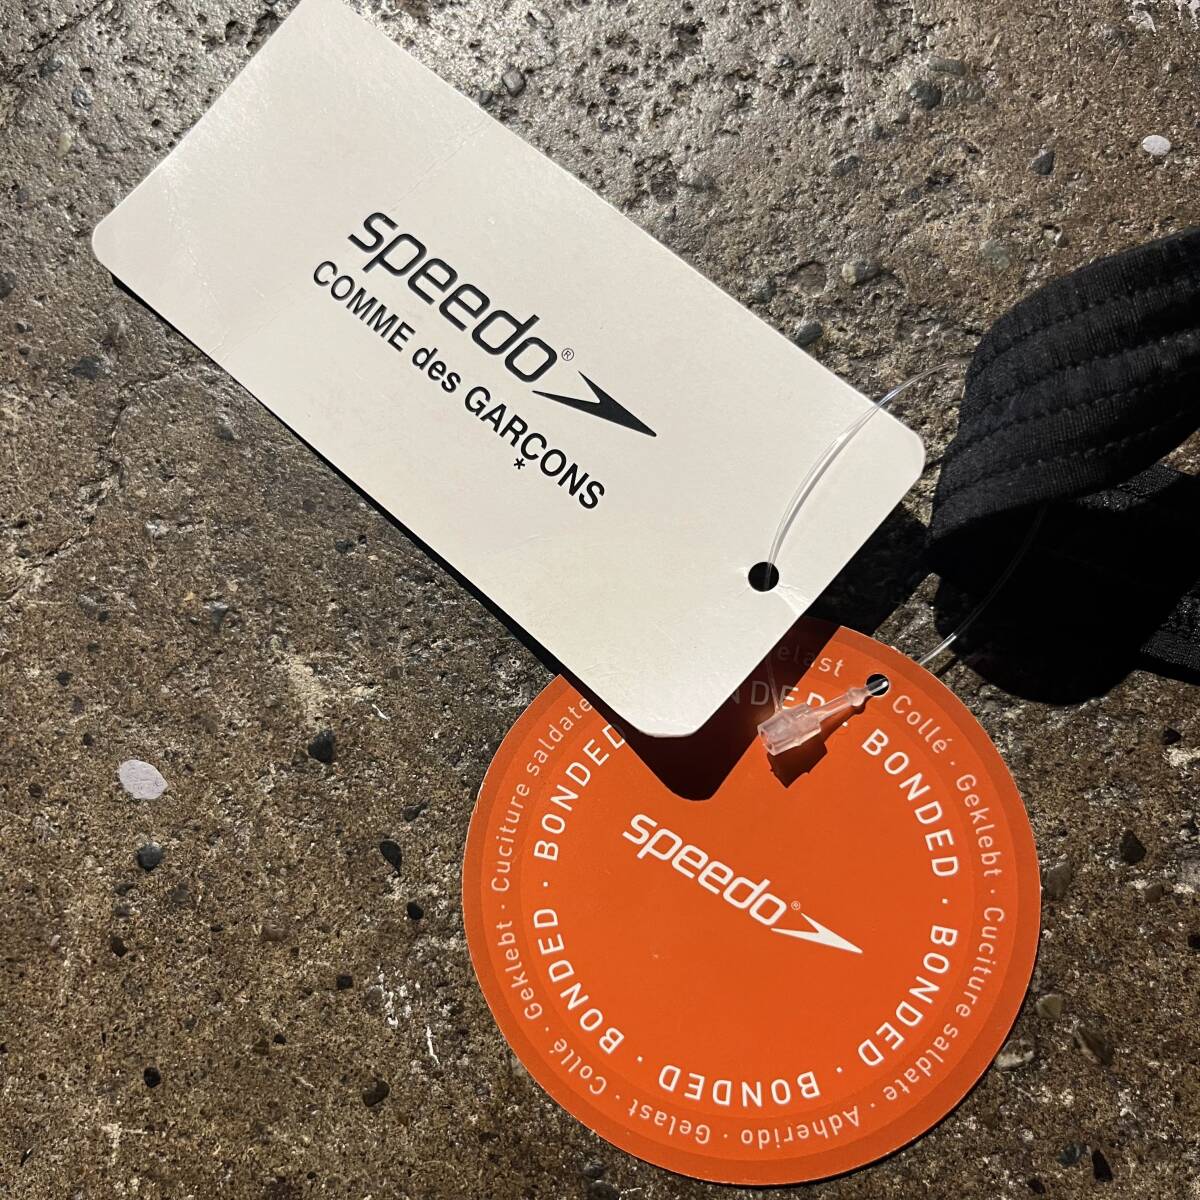 speedo®
COMME des GARÇONS
*
speedo®
BONDED · BONDED · BONDED · BONDED · BONDED · BONDED
Collé · Geklebt · Cuciture saldate · Adherido · Gelast · Collé · Geklebt · Cuciture saldate